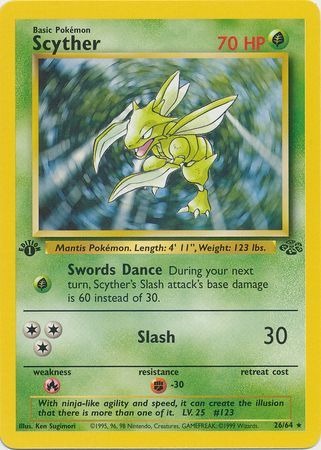 Basic Pokémon
Scyther
70 HP
EDITION
1
Mantis Pokémon. Length: 4' 11", Weight: 123 lbs.
Swords Dance During your next
turn, Scyther's Slash attack's base damage
is 60 instead of 30.
Slash 30
weakness resistance retreat cost
-30
With ninja-like agility and speed, it can create the illusion
that there is more than one of it. LV. 25 #123
Illus. Ken Sugimori ©1995, 96, 98 Nintendo, Creatures, GAMEFREAK. ©1999 Wizards. 26/64 ★